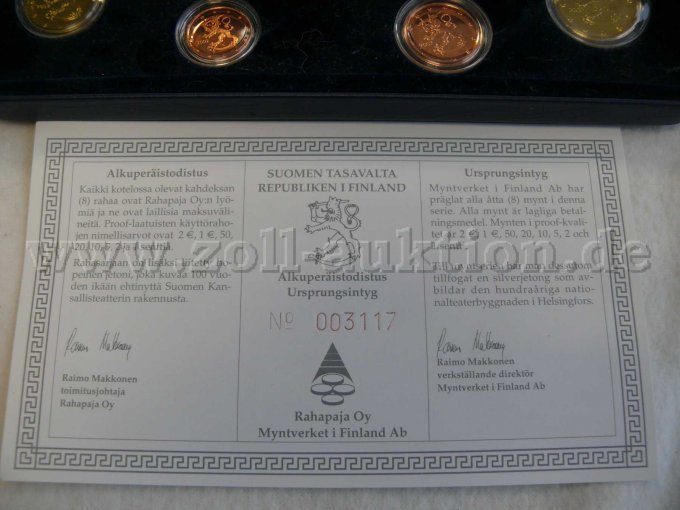 Alkuperäistodistus
Kaikki kotelossa olevat kahdeksan
(8) rahaa ovat Rahapaja Oy:n lyö-
miä ja ne ovat laillisia maksuväli-
neitä. Proof-laatuisten käyttöraho-
jen nimellisarvot ovat 2 €, 1 €, 50,
20, 10, 5, 2 ja 1 senttiä.
Rahasarjaan on lisäksi liitetty ho-
peinen jetoni, joka kuvaa 100 vuo-
den ikään ehtinyttä Suomen Kan-
sallisteatterin rakennusta.
Raimo Makkonen
toimitusjohtaja
Rahapaja Oy
SUOMEN TASAVALTA
REPUBLIKEN I FINLAND
Alkuperäistodistus
Ursprungsintyg
Nº 003117
Rahapaja Oy
Myntverket i Finland Ab
Ursprungsintyg
Myntverket i Finland Ab har
präglat alla åtta (8) mynt i denna
serie. Alla mynt är lagliga betal-
ningsmedel. Mynten i proof-kvali-
tet är 2 €, 1 €, 50, 20, 10, 5, 2 och
1 cent.
Till myntserien har man dessutom
tillfogat en silverjetong som av-
bildar den hundraåriga natio-
nalteaterbyggnaden i Helsingfors.
Raimo Makkonen
verkställande direktör
Myntverket i Finland Ab
www.zoll-auktion.de